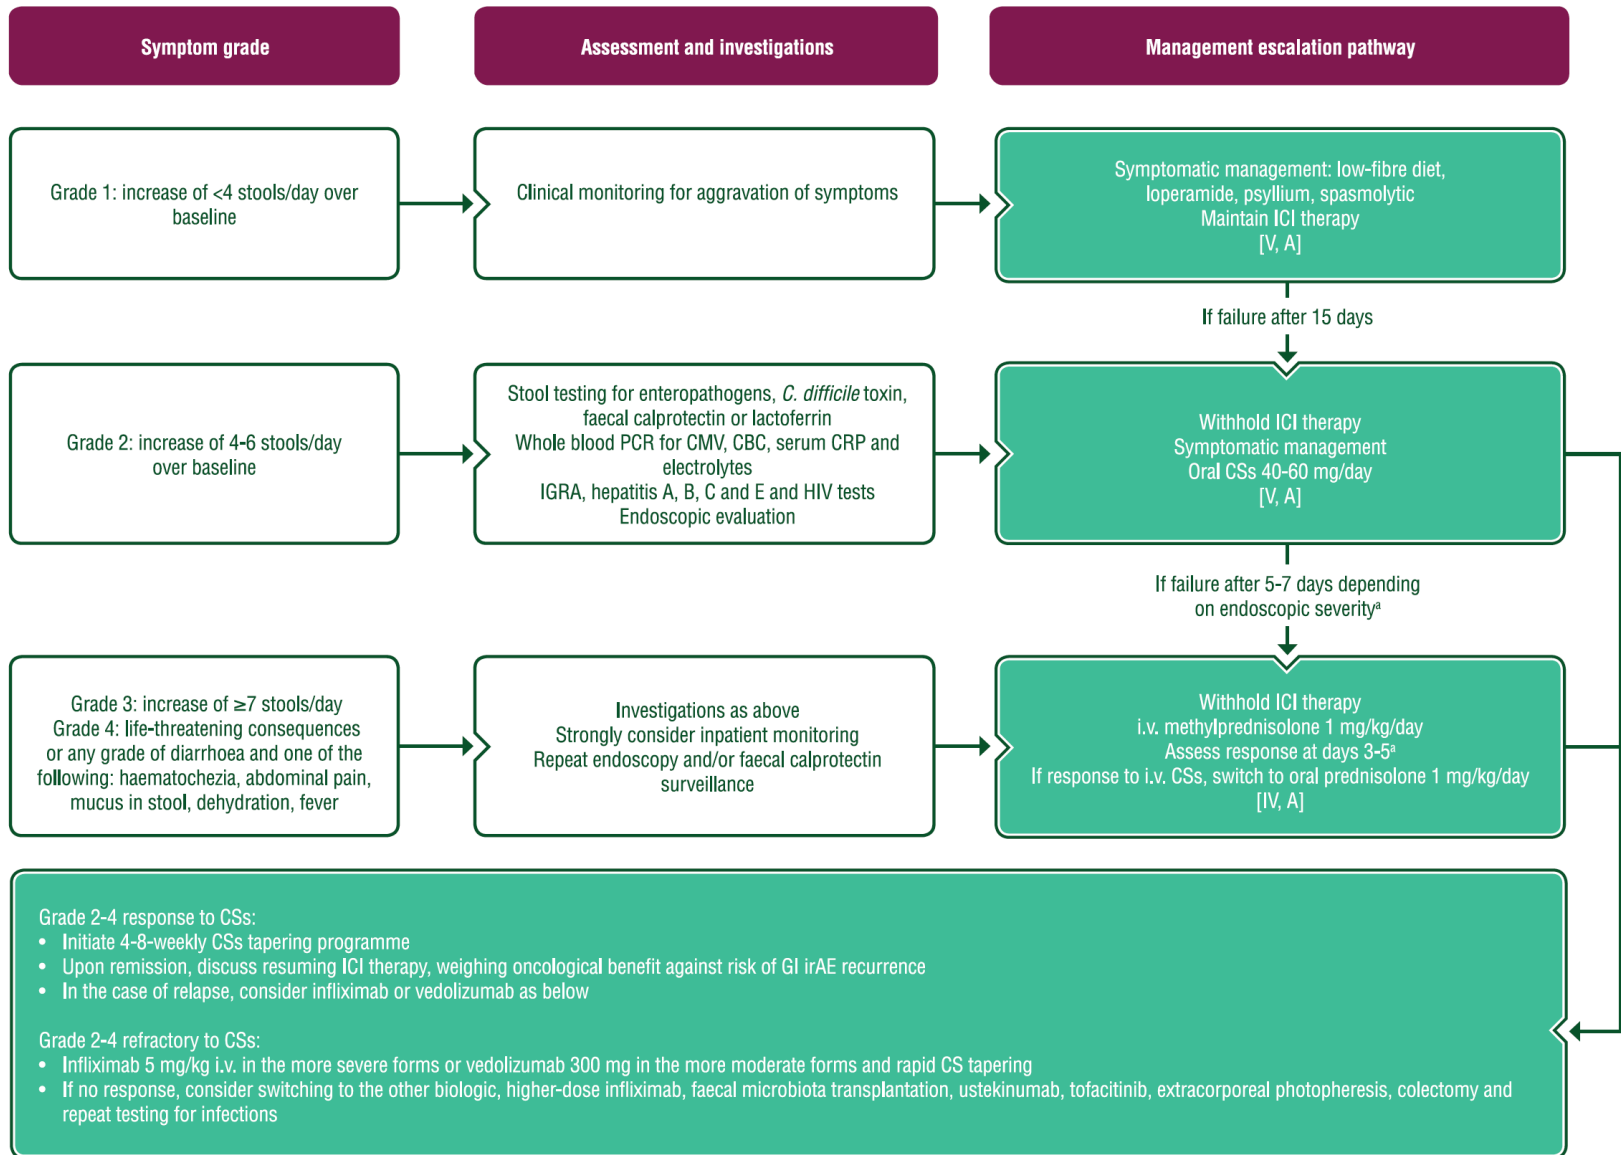 Symptom grade
Assessment and investigations
Management escalation pathway
Grade 1: increase of <4 stools/day over
baseline
Clinical monitoring for aggravation of symptoms
Symptomatic management: low-fibre diet,
loperamide, psyllium, spasmolytic
Maintain ICI therapy
[V, A]
If failure after 15 days
Grade 2: increase of 4-6 stools/day
over baseline
Stool testing for enteropathogens, C. difficile toxin,
faecal calprotectin or lactoferrin
Whole blood PCR for CMV, CBC, serum CRP and
electrolytes
IGRA, hepatitis A, B, C and E and HIV tests
Endoscopic evaluation
Withhold ICI therapy
Symptomatic management
Oral CSs 40-60 mg/day
[V, A]
If failure after 5-7 days depending
on endoscopic severityᵃ
Grade 3: increase of ≥7 stools/day
Grade 4: life-threatening consequences
or any grade of diarrhoea and one of the
following: haematochezia, abdominal pain,
mucus in stool, dehydration, fever
Investigations as above
Strongly consider inpatient monitoring
Repeat endoscopy and/or faecal calprotectin
surveillance
Withhold ICI therapy
i.v. methylprednisolone 1 mg/kg/day
Assess response at days 3-5ᵃ
If response to i.v. CSs, switch to oral prednisolone 1 mg/kg/day
[IV, A]
Grade 2-4 response to CSs:
• Initiate 4-8-weekly CSs tapering programme
• Upon remission, discuss resuming ICI therapy, weighing oncological benefit against risk of GI irAE recurrence
• In the case of relapse, consider infliximab or vedolizumab as below
Grade 2-4 refractory to CSs:
• Infliximab 5 mg/kg i.v. in the more severe forms or vedolizumab 300 mg in the more moderate forms and rapid CS tapering
• If no response, consider switching to the other biologic, higher-dose infliximab, faecal microbiota transplantation, ustekinumab, tofacitinib, extracorporeal photopheresis, colectomy and
repeat testing for infections